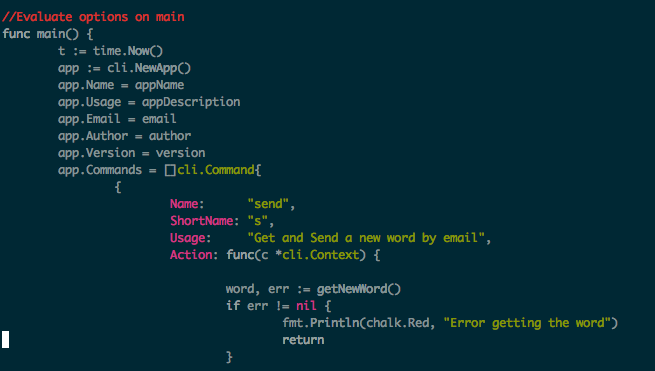 //Evaluate options on main
func main() {
        t := time.Now()
        app := cli.NewApp()
        app.Name = appName
        app.Usage = appDescription
        app.Email = email
        app.Author = author
        app.Version = version
        app.Commands = []cli.Command{
                {
                        Name:      "send",
                        ShortName: "s",
                        Usage:     "Get and Send a new word by email",
                        Action: func(c *cli.Context) {

                                word, err := getNewWord()
                                if err != nil {
                                        fmt.Println(chalk.Red, "Error getting the word")
                                        return
                                }